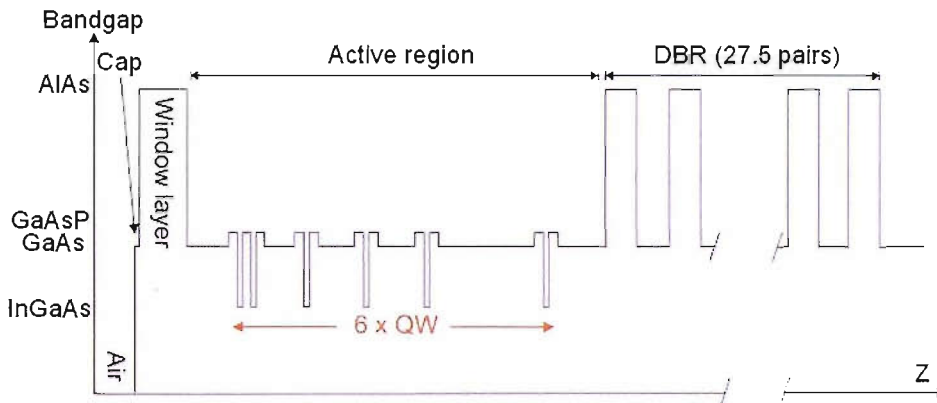 Bandgap
Cap
Active region
DBR (27.5 pairs)
AlAs
Window layer
GaAsP
GaAs
InGaAs
6 x QW
Air
Z